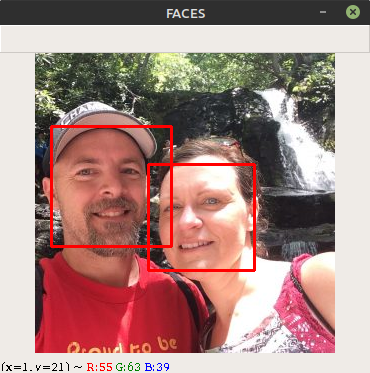 FACES
Proud to be
(x=1, y=21) ~ R:55 G:63 B:39